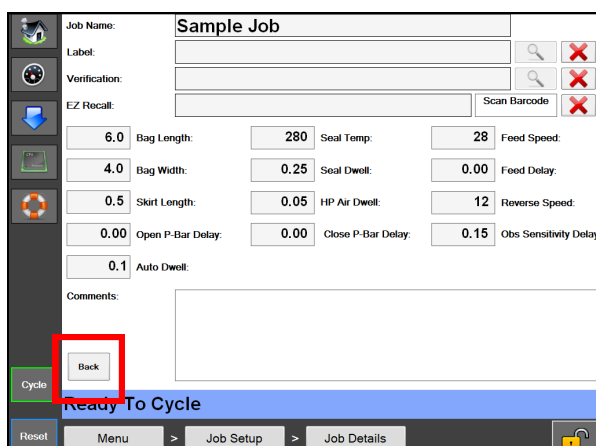 Job Name: Sample Job
Label:
Verification:
EZ Recall: Scan Barcode
6.0 Bag Length: 280 Seal Temp: 28 Feed Speed:
4.0 Bag Width: 0.25 Seal Dwell: 0.00 Feed Delay:
0.5 Skirt Length: 0.05 HP Air Dwell: 12 Reverse Speed:
0.00 Open P-Bar Delay: 0.00 Close P-Bar Delay: 0.15 Obs Sensitivity Delay
0.1 Auto Dwell:
Comments:
Back
Cycle
Ready To Cycle
Reset Menu > Job Setup > Job Details